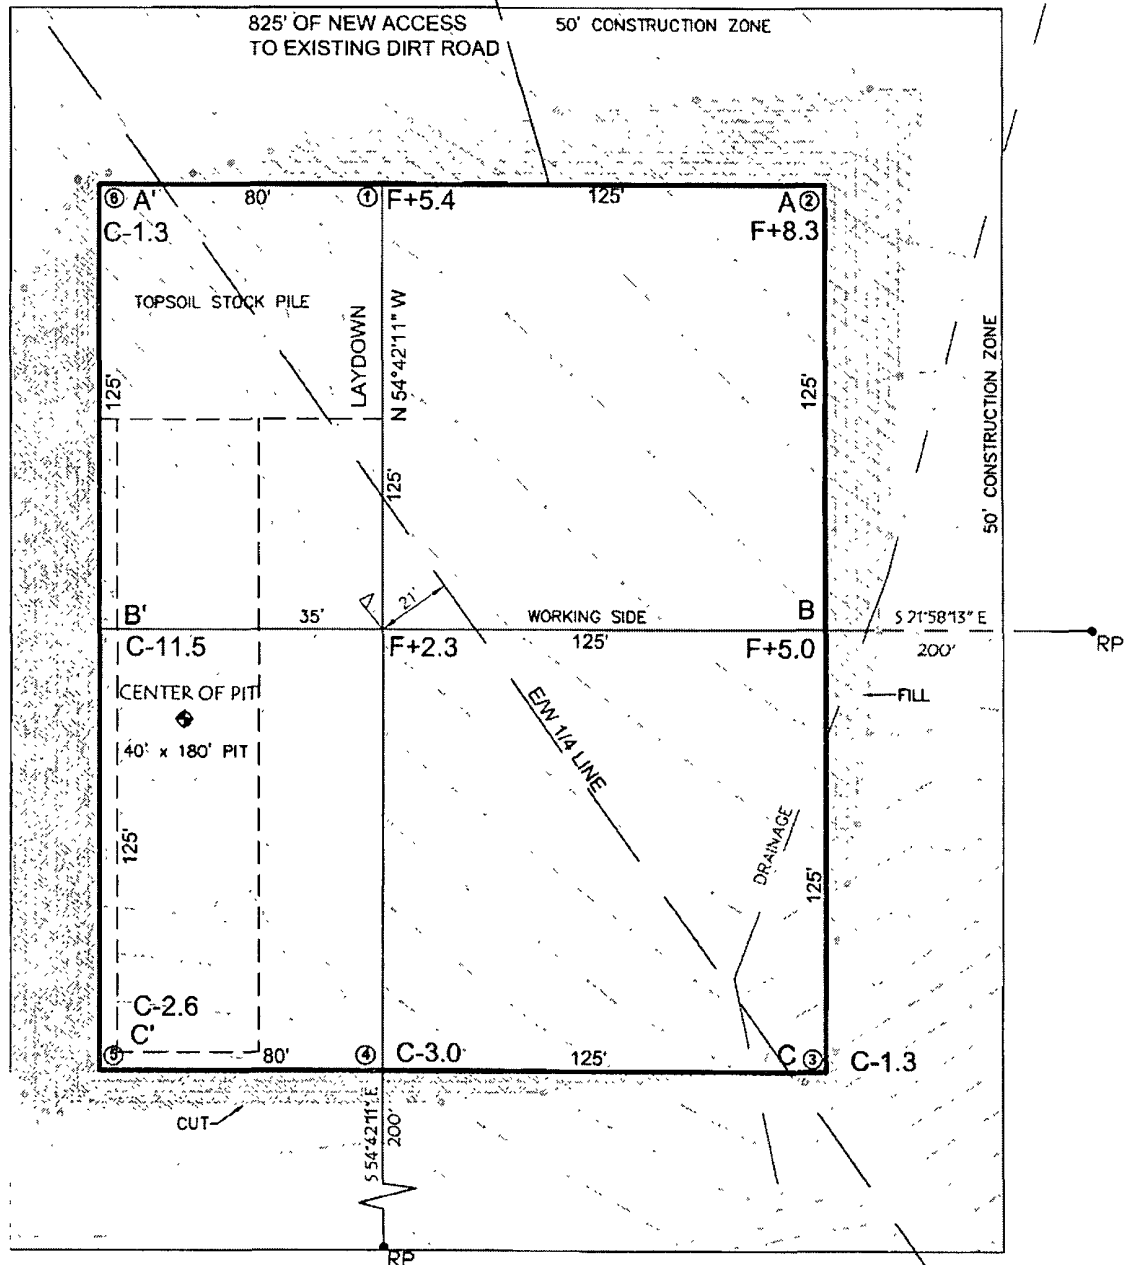 825' OF NEW ACCESS
TO EXISTING DIRT ROAD
50' CONSTRUCTION ZONE
⑥ A' 80' ① F+5.4 125' A ②
C-1.3 F+8.3
TOPSOIL STOCK PILE
LAYDOWN
N 54°42'11" W
125'
125'
125'
50' CONSTRUCTION ZONE
21'
B' 35' WORKING SIDE B S 21°58'13" E
C-11.5 F+2.3 125' F+5.0 200' RP
CENTER OF PIT
40' x 180' PIT
FILL
E/W 1/4 LINE
DRAINAGE
125'
125'
C-2.6
C'
⑤ 80' ④ C-3.0 125' C ③ C-1.3
CUT
S 54°42'11" E
200'
RP